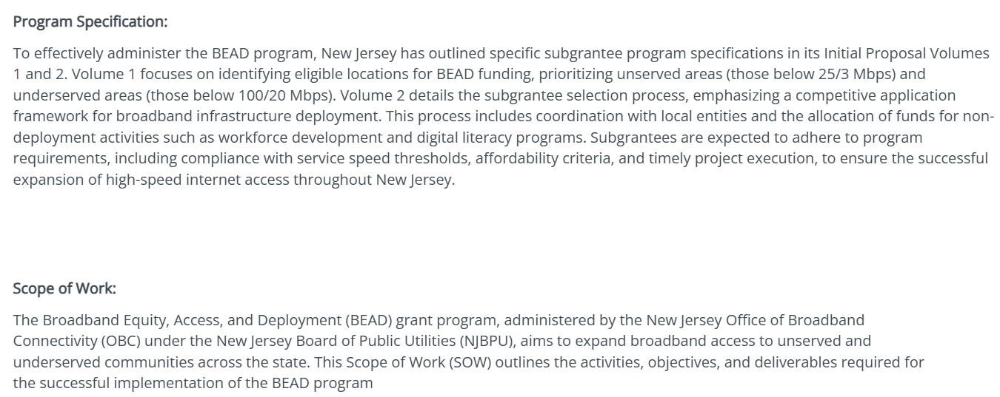 Program Specification:
To effectively administer the BEAD program, New Jersey has outlined specific subgrantee program specifications in its Initial Proposal Volumes
1 and 2. Volume 1 focuses on identifying eligible locations for BEAD funding, prioritizing unserved areas (those below 25/3 Mbps) and
underserved areas (those below 100/20 Mbps). Volume 2 details the subgrantee selection process, emphasizing a competitive application
framework for broadband infrastructure deployment. This process includes coordination with local entities and the allocation of funds for non-
deployment activities such as workforce development and digital literacy programs. Subgrantees are expected to adhere to program
requirements, including compliance with service speed thresholds, affordability criteria, and timely project execution, to ensure the successful
expansion of high-speed internet access throughout New Jersey.
Scope of Work:
The Broadband Equity, Access, and Deployment (BEAD) grant program, administered by the New Jersey Office of Broadband
Connectivity (OBC) under the New Jersey Board of Public Utilities (NJBPU), aims to expand broadband access to unserved and
underserved communities across the state. This Scope of Work (SOW) outlines the activities, objectives, and deliverables required for
the successful implementation of the BEAD program